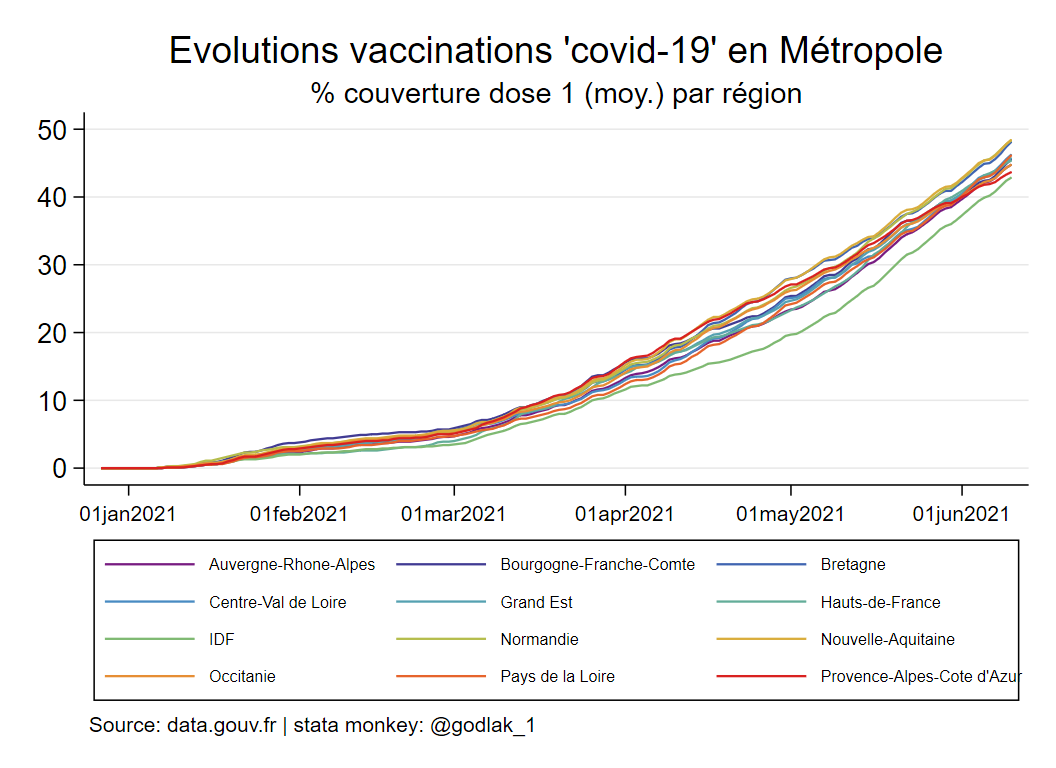 Evolutions vaccinations 'covid-19' en Métropole
% couverture dose 1 (moy.) par région
50
40
30
20
10
0
01jan2021 01feb2021 01mar2021 01apr2021 01may2021 01jun2021
Auvergne-Rhone-Alpes Bourgogne-Franche-Comte Bretagne
Centre-Val de Loire Grand Est Hauts-de-France
IDF Normandie Nouvelle-Aquitaine
Occitanie Pays de la Loire Provence-Alpes-Cote d'Azur
Source: data.gouv.fr | stata monkey: @godlak_1